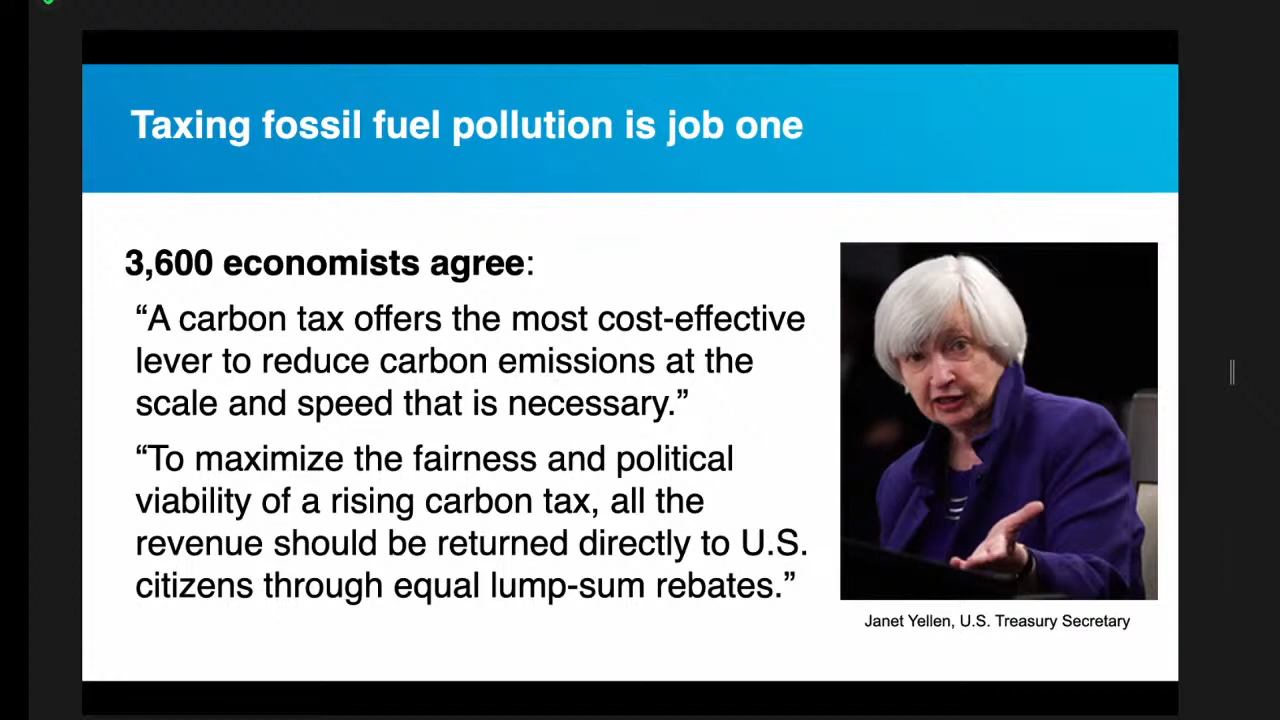 Taxing fossil fuel pollution is job one
3,600 economists agree:
“A carbon tax offers the most cost-effective
lever to reduce carbon emissions at the
scale and speed that is necessary.”
“To maximize the fairness and political
viability of a rising carbon tax, all the
revenue should be returned directly to U.S.
citizens through equal lump-sum rebates.”
Janet Yellen, U.S. Treasury Secretary